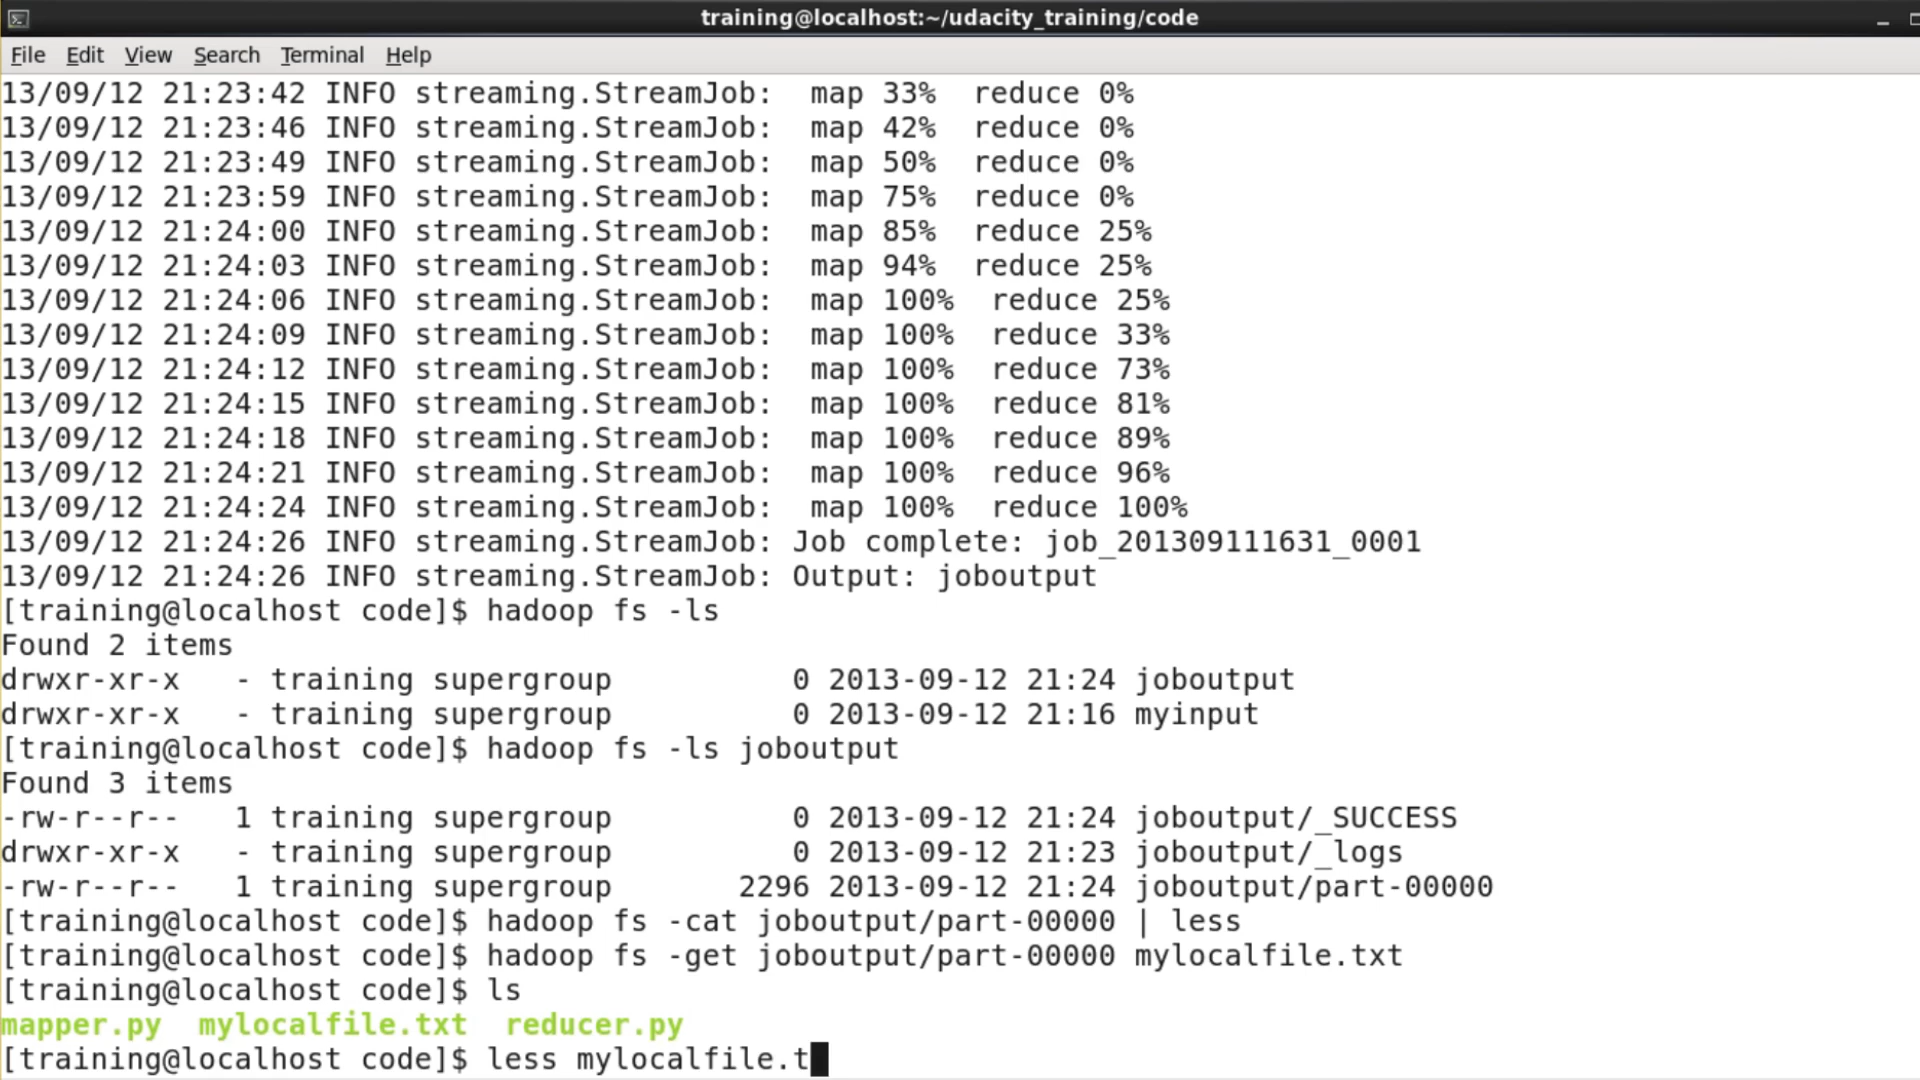 training@localhost:~/udacity_training/code
File Edit View Search Terminal Help
13/09/12 21:23:42 INFO streaming.StreamJob:  map 33%  reduce 0%
13/09/12 21:23:46 INFO streaming.StreamJob:  map 42%  reduce 0%
13/09/12 21:23:49 INFO streaming.StreamJob:  map 50%  reduce 0%
13/09/12 21:23:59 INFO streaming.StreamJob:  map 75%  reduce 0%
13/09/12 21:24:00 INFO streaming.StreamJob:  map 85%  reduce 25%
13/09/12 21:24:03 INFO streaming.StreamJob:  map 94%  reduce 25%
13/09/12 21:24:06 INFO streaming.StreamJob:  map 100%  reduce 25%
13/09/12 21:24:09 INFO streaming.StreamJob:  map 100%  reduce 33%
13/09/12 21:24:12 INFO streaming.StreamJob:  map 100%  reduce 73%
13/09/12 21:24:15 INFO streaming.StreamJob:  map 100%  reduce 81%
13/09/12 21:24:18 INFO streaming.StreamJob:  map 100%  reduce 89%
13/09/12 21:24:21 INFO streaming.StreamJob:  map 100%  reduce 96%
13/09/12 21:24:24 INFO streaming.StreamJob:  map 100%  reduce 100%
13/09/12 21:24:26 INFO streaming.StreamJob: Job complete: job_201309111631_0001
13/09/12 21:24:26 INFO streaming.StreamJob: Output: joboutput
[training@localhost code]$ hadoop fs -ls
Found 2 items
drwxr-xr-x   - training supergroup          0 2013-09-12 21:24 joboutput
drwxr-xr-x   - training supergroup          0 2013-09-12 21:16 myinput
[training@localhost code]$ hadoop fs -ls joboutput
Found 3 items
-rw-r--r--   1 training supergroup          0 2013-09-12 21:24 joboutput/_SUCCESS
drwxr-xr-x   - training supergroup          0 2013-09-12 21:23 joboutput/_logs
-rw-r--r--   1 training supergroup       2296 2013-09-12 21:24 joboutput/part-00000
[training@localhost code]$ hadoop fs -cat joboutput/part-00000 | less
[training@localhost code]$ hadoop fs -get joboutput/part-00000 mylocalfile.txt
[training@localhost code]$ ls
mapper.py  mylocalfile.txt  reducer.py
[training@localhost code]$ less mylocalfile.t